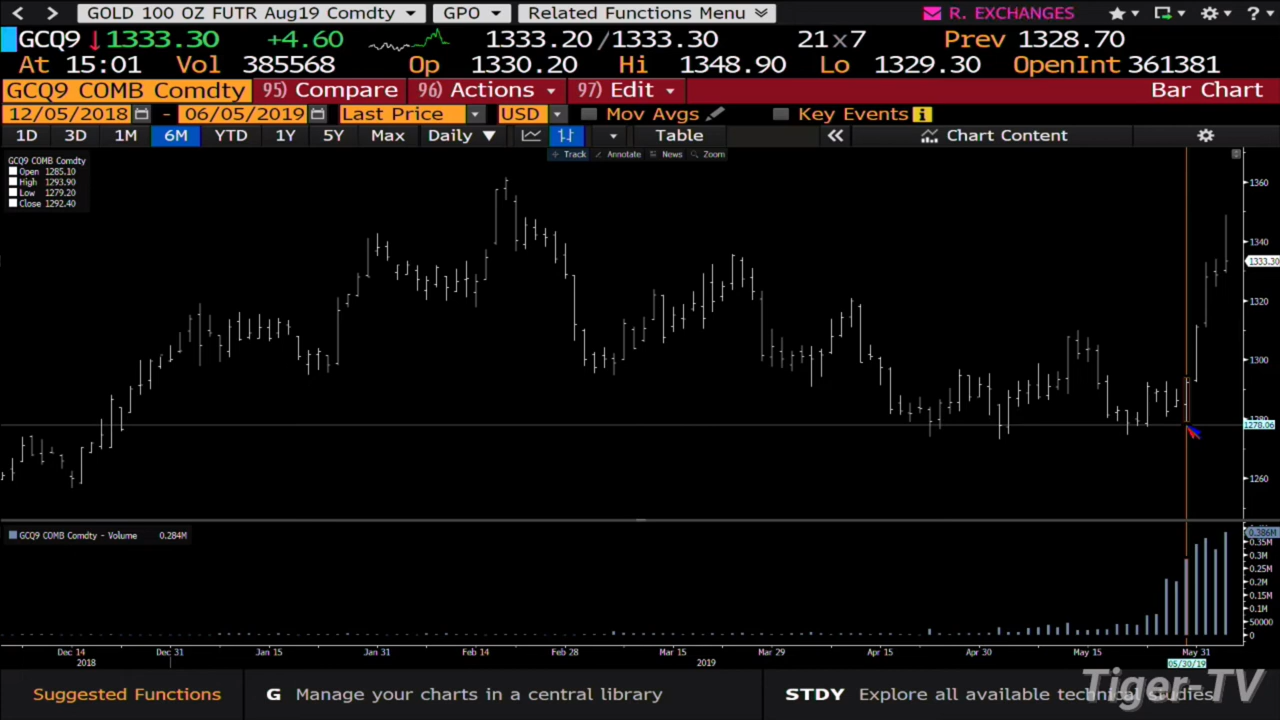 GOLD 100 OZ FUTR Aug19 Comdty GPO Related Functions Menu R. EXCHANGES ?
GCQ9 1333.30 +4.60 1333.20 /1333.30 21×7 Prev 1328.70
At 15:01 Vol 385568 Op 1330.20 Hi 1348.90 Lo 1329.30 OpenInt 361381
GCQ9 COMB Comdty 95) Compare 96) Actions 97) Edit Bar Chart
12/05/2018 - 06/05/2019 Last Price USD Mov Avgs Key Events i
1D 3D 1M 6M YTD 1Y 5Y Max Daily Table Chart Content
Track Annotate News Zoom
GCQ9 COMB Comdty
Open 1285.10
High 1293.90
Low 1279.20
Close 1292.40
1360
1340
1333.30
1320
1300
1280
1278.06
1260
GCQ9 COMB Comdty - Volume 0.284M
0.386M
0.35M
0.3M
0.25M
0.2M
0.15M
0.1M
50000
0
Dec 14 Dec 31 Jan 15 Jan 31 Feb 14 Feb 28 Mar 15 Mar 29 Apr 15 Apr 30 May 15 May 31
2018 2019 05/30/19
Suggested Functions G Manage your charts in a central library STDY Explore all available technical studies
Tiger-TV